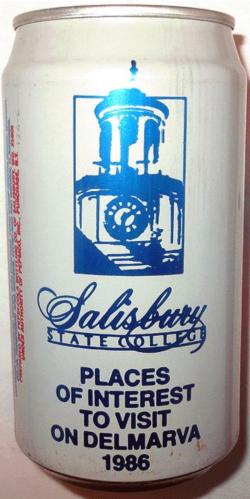 Salisbury
STATE COLLEGE
PLACES
OF INTEREST
TO VISIT
ON DELMARVA
1986